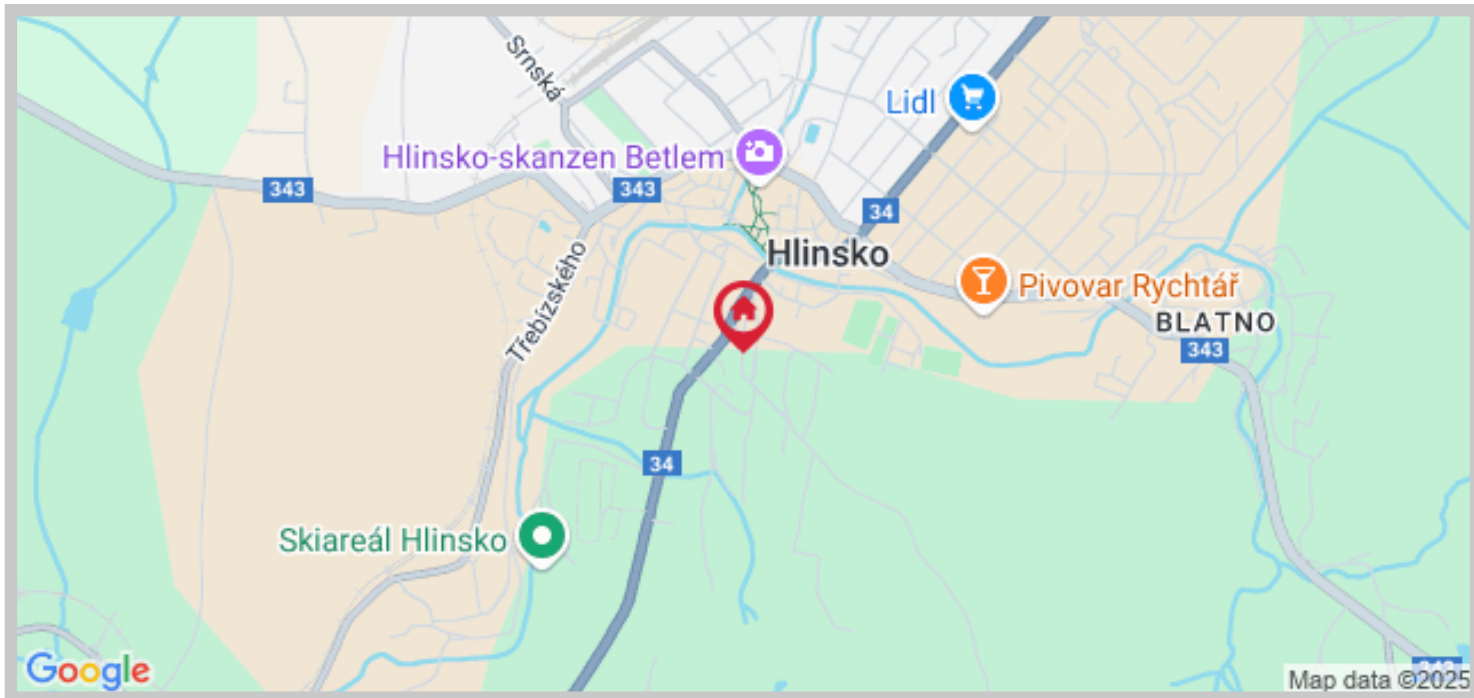 Srnská
Lidl
Hlinsko-skanzen Betlem
343
343
34
Hlinsko
Třebízského
Pivovar Rychtář
BLATNO
343
34
Skiareál Hlinsko
343
Google
Map data ©2025